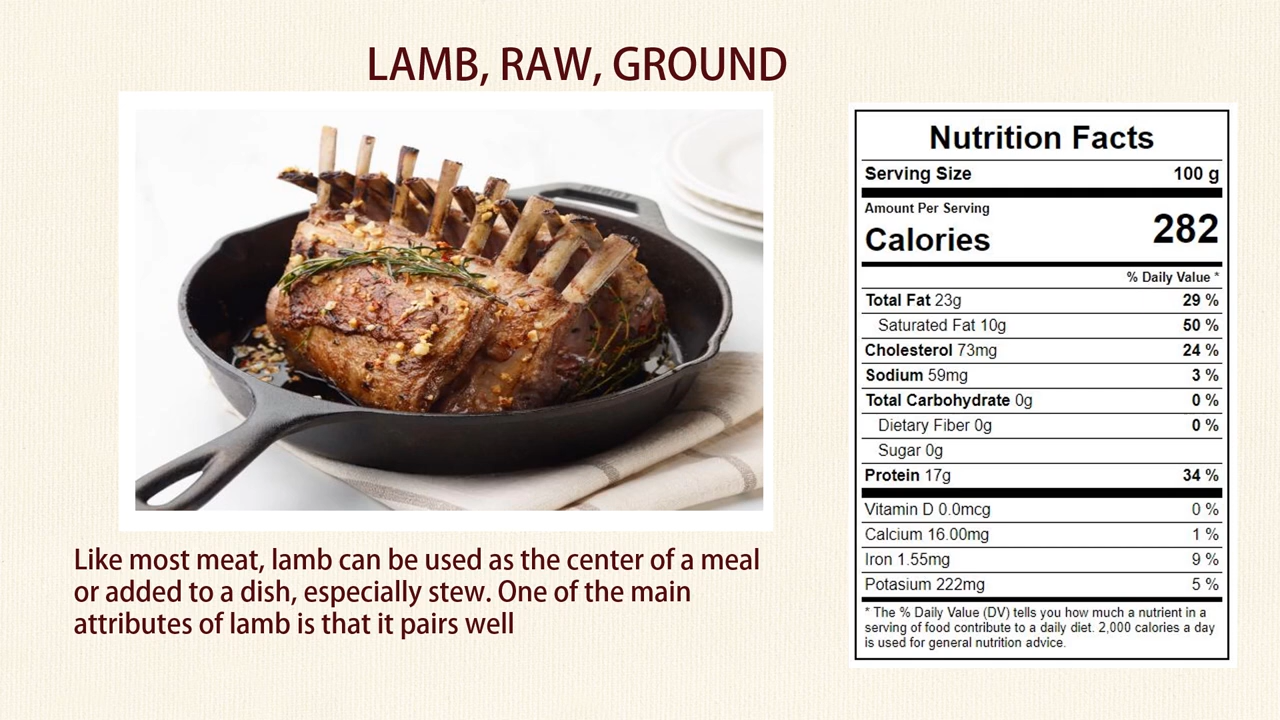 LAMB, RAW, GROUND
Like most meat, lamb can be used as the center of a meal
or added to a dish, especially stew. One of the main
attributes of lamb is that it pairs well
Nutrition Facts
Serving Size 100 g
Amount Per Serving
Calories 282
% Daily Value *
Total Fat 23g 29 %
Saturated Fat 10g 50 %
Cholesterol 73mg 24 %
Sodium 59mg 3 %
Total Carbohydrate 0g 0 %
Dietary Fiber 0g 0 %
Sugar 0g
Protein 17g 34 %
Vitamin D 0.0mcg 0 %
Calcium 16.00mg 1 %
Iron 1.55mg 9 %
Potasium 222mg 5 %
* The % Daily Value (DV) tells you how much a nutrient in a
serving of food contribute to a daily diet. 2,000 calories a day
is used for general nutrition advice.